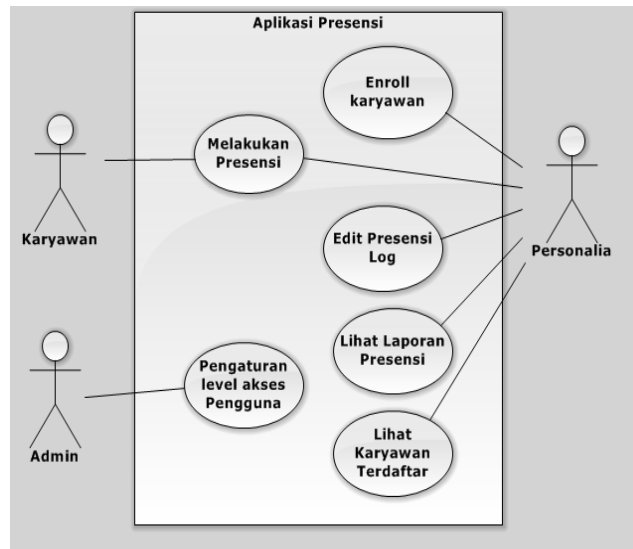 Aplikasi Presensi
Enroll
karyawan
Melakukan
Presensi
Karyawan
Edit Presensi
Log
Personalia
Lihat Laporan
Presensi
Pengaturan
level akses
Pengguna
Admin
Lihat
Karyawan
Terdaftar